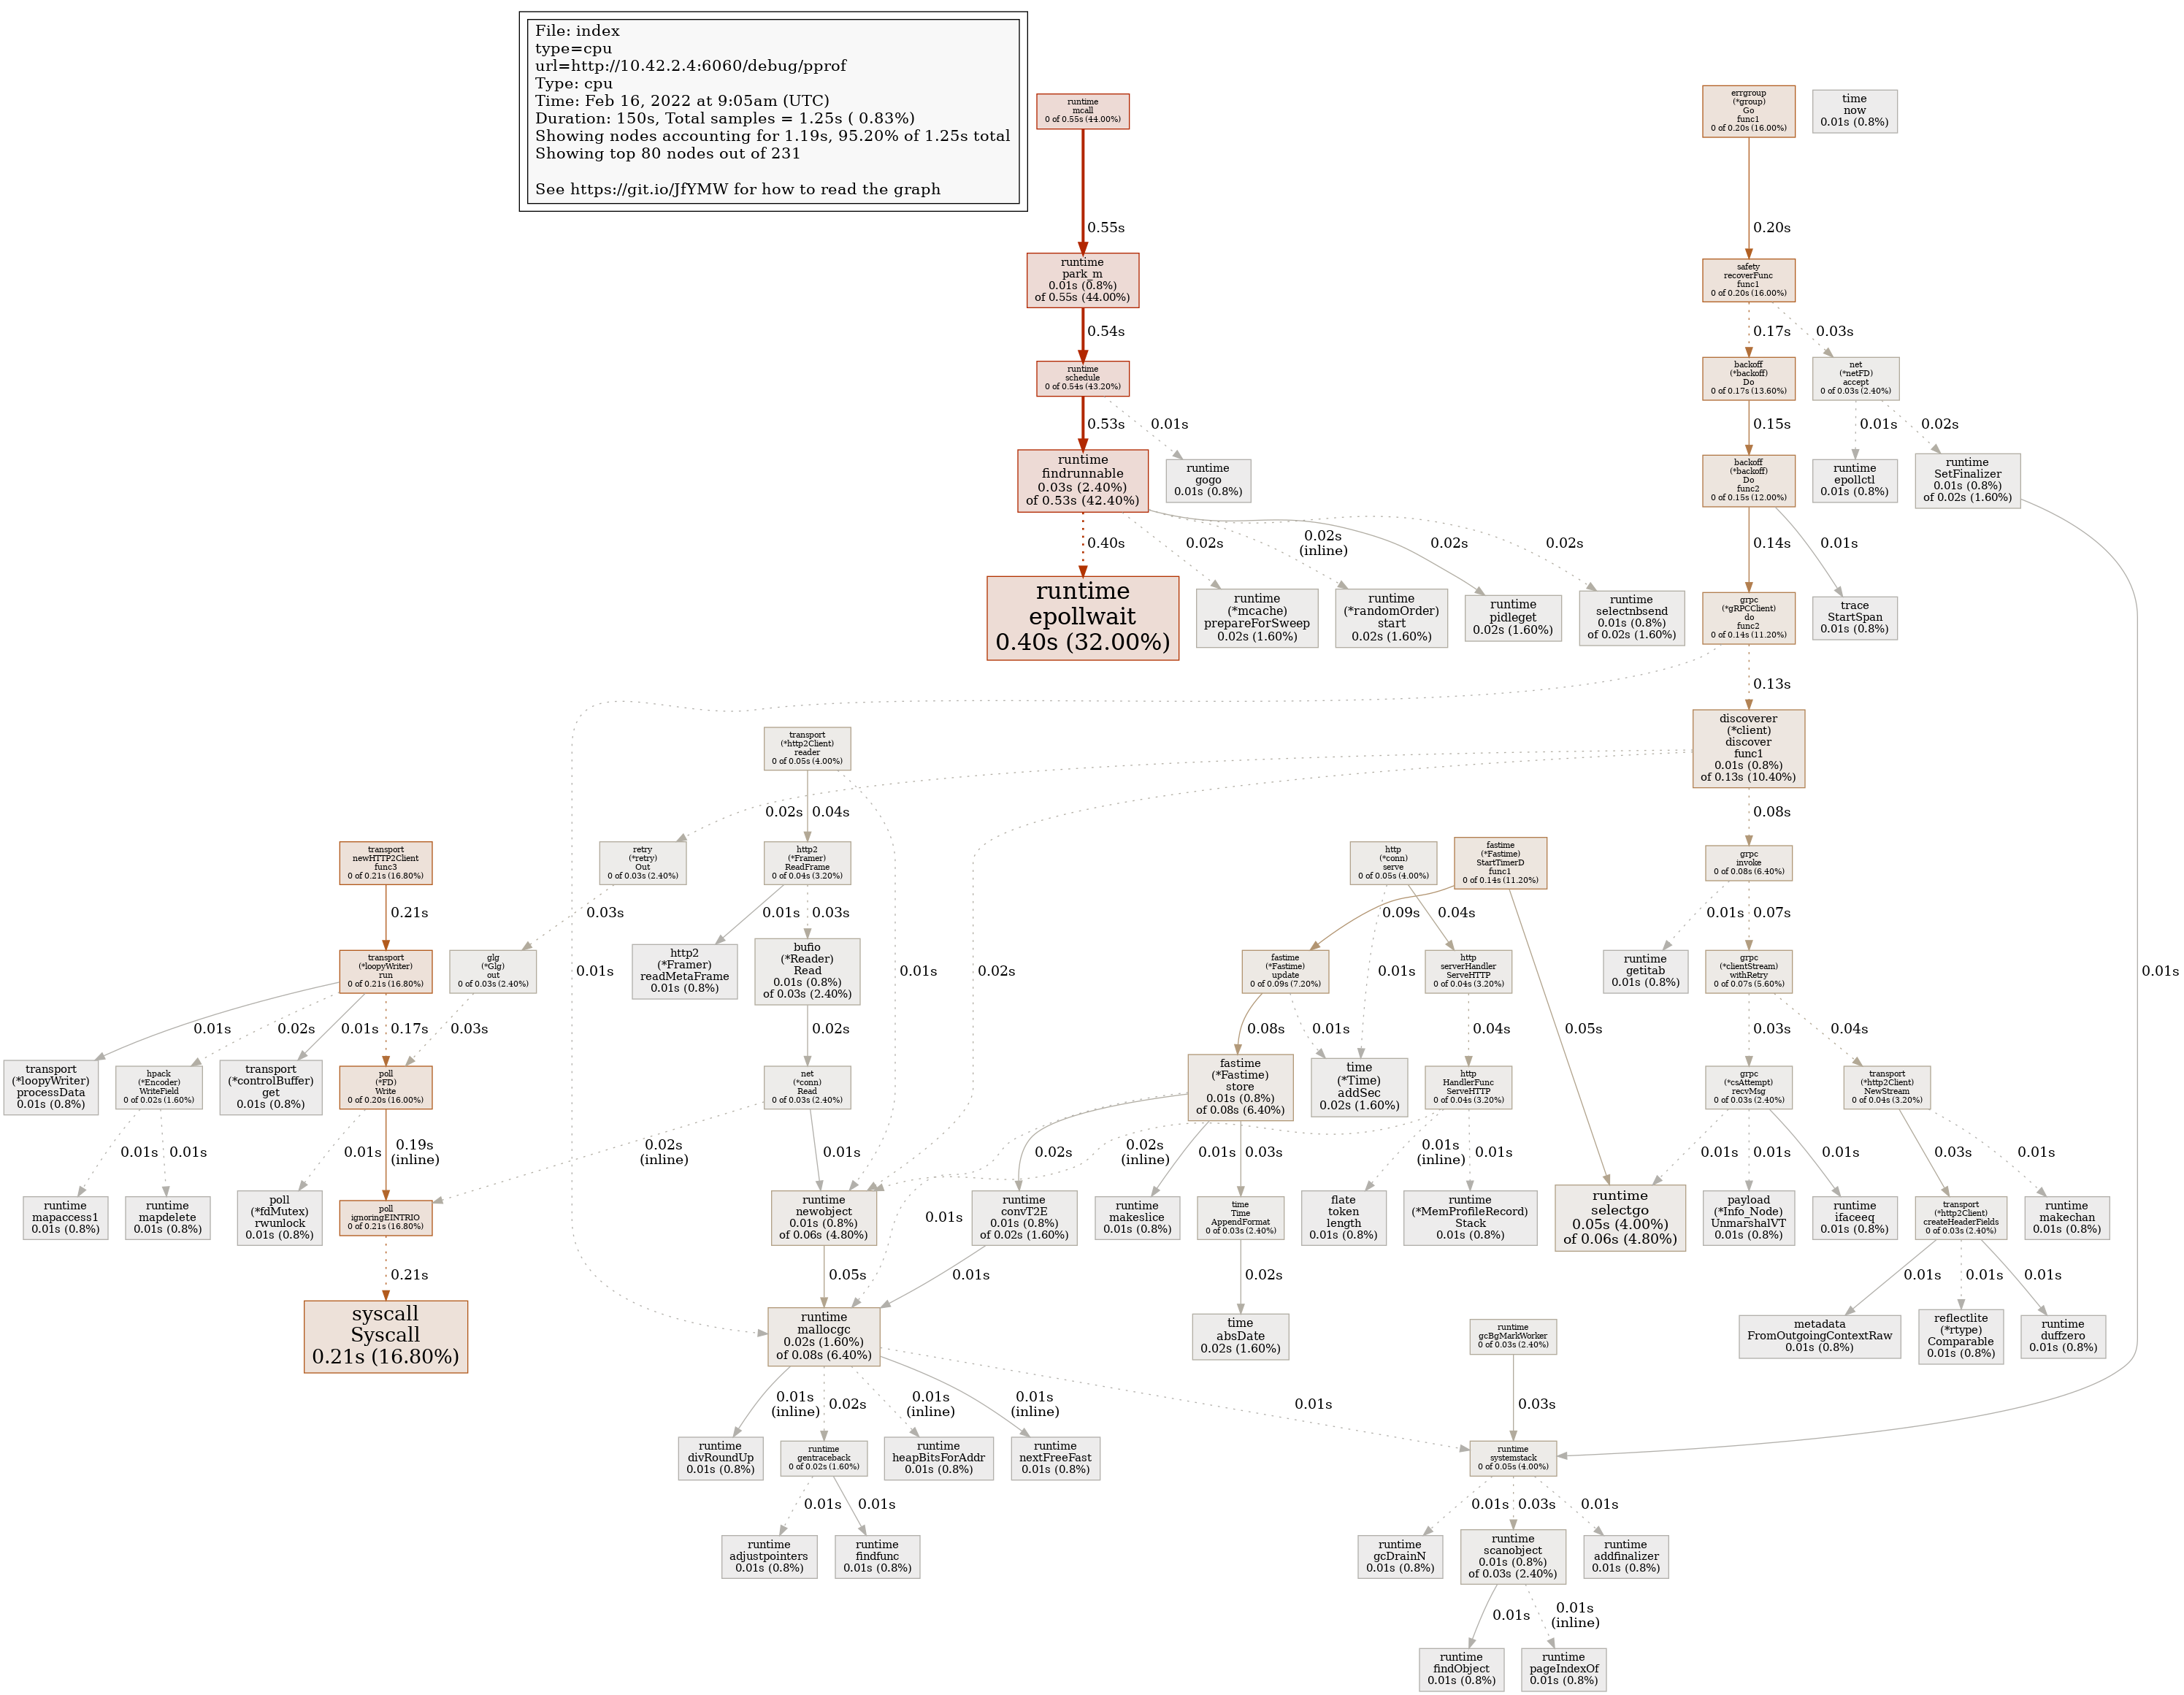 File: index
type=cpu
url=http://10.42.2.4:6060/debug/pprof
Type: cpu
Time: Feb 16, 2022 at 9:05am (UTC)
Duration: 150s, Total samples = 1.25s ( 0.83%)
Showing nodes accounting for 1.19s, 95.20% of 1.25s total
Showing top 80 nodes out of 231
See https://git.io/JfYMW for how to read the graph
runtime
mcall
0 of 0.55s (44.00%)
errgroup
(*group)
Go
func1
0 of 0.20s (16.00%)
time
now
0.01s (0.8%)
0.55s
0.20s
runtime
park_m
0.01s (0.8%)
of 0.55s (44.00%)
safety
recoverFunc
func1
0 of 0.20s (16.00%)
0.54s
0.17s
0.03s
runtime
schedule
0 of 0.54s (43.20%)
backoff
(*backoff)
Do
0 of 0.17s (13.60%)
net
(*netFD)
accept
0 of 0.03s (2.40%)
0.53s
0.01s
0.15s
0.01s
0.02s
runtime
findrunnable
0.03s (2.40%)
of 0.53s (42.40%)
runtime
gogo
0.01s (0.8%)
backoff
(*backoff)
Do
func2
0 of 0.15s (12.00%)
runtime
epollctl
0.01s (0.8%)
runtime
SetFinalizer
0.01s (0.8%)
of 0.02s (1.60%)
0.40s
0.02s
0.02s
(inline)
0.02s
0.02s
0.14s
0.01s
runtime
epollwait
0.40s (32.00%)
runtime
(*mcache)
prepareForSweep
0.02s (1.60%)
runtime
(*randomOrder)
start
0.02s (1.60%)
runtime
pidleget
0.02s (1.60%)
runtime
selectnbsend
0.01s (0.8%)
of 0.02s (1.60%)
grpc
(*gRPCClient)
do
func2
0 of 0.14s (11.20%)
trace
StartSpan
0.01s (0.8%)
0.13s
discoverer
(*client)
discover
func1
0.01s (0.8%)
of 0.13s (10.40%)
transport
(*http2Client)
reader
0 of 0.05s (4.00%)
0.02s
0.04s
0.08s
transport
newHTTP2Client
func3
0 of 0.21s (16.80%)
retry
(*retry)
Out
0 of 0.03s (2.40%)
http2
(*Framer)
ReadFrame
0 of 0.04s (3.20%)
http
(*conn)
serve
0 of 0.05s (4.00%)
fastime
(*Fastime)
StartTimerD
func1
0 of 0.14s (11.20%)
grpc
invoke
0 of 0.08s (6.40%)
0.21s
0.03s
0.01s
0.03s
0.09s
0.04s
0.01s
0.07s
transport
(*loopyWriter)
run
0 of 0.21s (16.80%)
glg
(*Glg)
out
0 of 0.03s (2.40%)
0.01s
http2
(*Framer)
readMetaFrame
0.01s (0.8%)
bufio
(*Reader)
Read
0.01s (0.8%)
of 0.03s (2.40%)
0.01s
0.02s
fastime
(*Fastime)
update
0 of 0.09s (7.20%)
0.01s
http
serverHandler
ServeHTTP
0 of 0.04s (3.20%)
runtime
getitab
0.01s (0.8%)
grpc
(*clientStream)
withRetry
0 of 0.07s (5.60%)
0.01s
0.01s
0.02s
0.01s
0.17s
0.03s
0.02s
0.08s
0.01s
0.04s
0.05s
0.03s
0.04s
transport
(*loopyWriter)
processData
0.01s (0.8%)
hpack
(*Encoder)
WriteField
0 of 0.02s (1.60%)
transport
(*controlBuffer)
get
0.01s (0.8%)
poll
(*FD)
Write
0 of 0.20s (16.00%)
net
(*conn)
Read
0 of 0.03s (2.40%)
fastime
(*Fastime)
store
0.01s (0.8%)
of 0.08s (6.40%)
time
(*Time)
addSec
0.02s (1.60%)
http
HandlerFunc
ServeHTTP
0 of 0.04s (3.20%)
grpc
(*csAttempt)
recvMsg
0 of 0.03s (2.40%)
transport
(*http2Client)
NewStream
0 of 0.04s (3.20%)
0.01s
0.01s
0.01s
0.19s
(inline)
0.02s
(inline)
0.01s
0.02s
0.02s
(inline)
0.01s
0.03s
0.01s
(inline)
0.01s
0.01s
0.01s
0.01s
0.03s
0.01s
runtime
mapaccess1
0.01s (0.8%)
runtime
mapdelete
0.01s (0.8%)
poll
(*fdMutex)
rwunlock
0.01s (0.8%)
poll
ignoringEINTRIO
0 of 0.21s (16.80%)
runtime
newobject
0.01s (0.8%)
of 0.06s (4.80%)
0.01s
runtime
convT2E
0.01s (0.8%)
of 0.02s (1.60%)
runtime
makeslice
0.01s (0.8%)
time
Time
AppendFormat
0 of 0.03s (2.40%)
flate
token
length
0.01s (0.8%)
runtime
(*MemProfileRecord)
Stack
0.01s (0.8%)
runtime
selectgo
0.05s (4.00%)
of 0.06s (4.80%)
payload
(*Info_Node)
UnmarshalVT
0.01s (0.8%)
runtime
ifaceeq
0.01s (0.8%)
transport
(*http2Client)
createHeaderFields
0 of 0.03s (2.40%)
runtime
makechan
0.01s (0.8%)
0.21s
0.05s
0.01s
0.02s
0.01s
0.01s
0.01s
syscall
Syscall
0.21s (16.80%)
runtime
mallocgc
0.02s (1.60%)
of 0.08s (6.40%)
time
absDate
0.02s (1.60%)
runtime
gcBgMarkWorker
0 of 0.03s (2.40%)
metadata
FromOutgoingContextRaw
0.01s (0.8%)
reflectlite
(*rtype)
Comparable
0.01s (0.8%)
runtime
duffzero
0.01s (0.8%)
0.01s
(inline)
0.02s
0.01s
(inline)
0.01s
(inline)
0.01s
0.03s
runtime
divRoundUp
0.01s (0.8%)
runtime
gentraceback
0 of 0.02s (1.60%)
runtime
heapBitsForAddr
0.01s (0.8%)
runtime
nextFreeFast
0.01s (0.8%)
runtime
systemstack
0 of 0.05s (4.00%)
0.01s
0.01s
0.01s
0.03s
0.01s
runtime
adjustpointers
0.01s (0.8%)
runtime
findfunc
0.01s (0.8%)
runtime
gcDrainN
0.01s (0.8%)
runtime
scanobject
0.01s (0.8%)
of 0.03s (2.40%)
runtime
addfinalizer
0.01s (0.8%)
0.01s
0.01s
(inline)
runtime
findObject
0.01s (0.8%)
runtime
pageIndexOf
0.01s (0.8%)